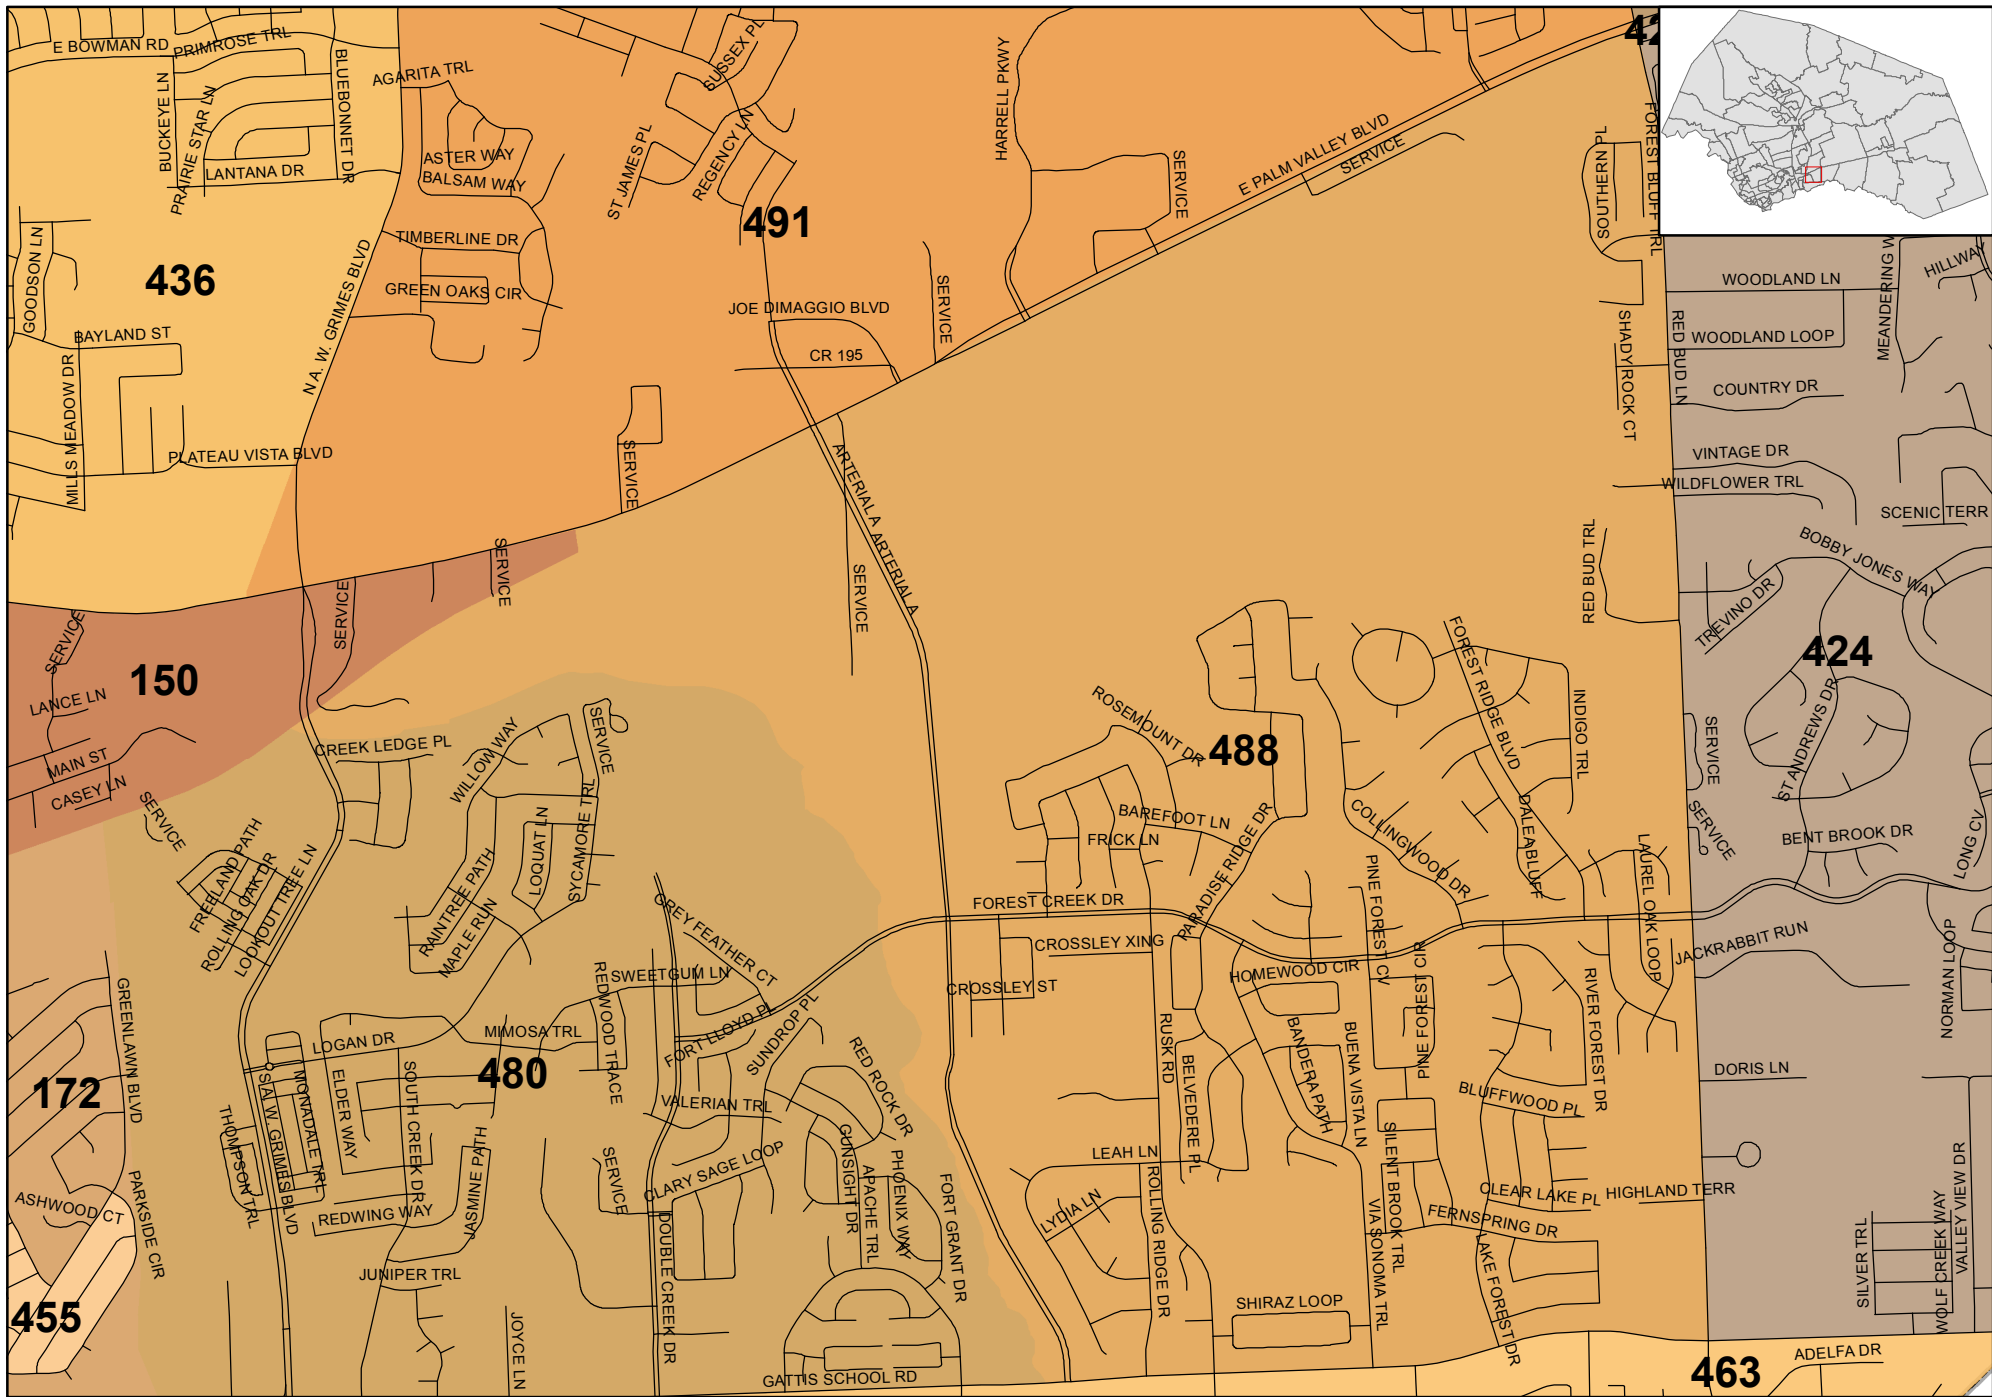 E BOWMAN RD
PRIMROSE TRL
BUCKEYE LN
PRAIRIE STAR LN
BLUEBONNET DR
LANTANA DR
AGARITA TRL
ASTER WAY
BALSAM WAY
SUSSEX PL
ST JAMES PL
REGENCY LN
HARRELL PKWY
SERVICE
E PALM VALLEY BLVD
SERVICE
SOUTHERN PL
FOREST BLUFF TRL
491
436
GOODSON LN
TIMBERLINE DR
GREEN OAKS CIR
N A. W. GRIMES BLVD
BAYLAND ST
MILLS MEADOW DR
PLATEAU VISTA BLVD
JOE DIMAGGIO BLVD
CR 195
SERVICE
SERVICE
WOODLAND LN
MEANDERING W
HILLWAY
SHADYROCK CT
RED BUD LN
WOODLAND LOOP
COUNTRY DR
VINTAGE DR
WILDFLOWER TRL
SCENIC TERR
BOBBY JONES WAY
TREVINO DR
RED BUD TRL
ARTERIAL A
ARTERIAL A
SERVICE
SERVICE
SERVICE
SERVICE
150
LANCE LN
MAIN ST
CASEY LN
SERVICE
424
ST ANDREWS DR
SERVICE
SERVICE
BENT BROOK DR
LONG CV
CREEK LEDGE PL
WILLOW WAY
SERVICE
SYCAMORE TRL
LOQUAT LN
RAINTREE PATH
MAPLE RUN
FREELAND PATH
ROLLING OAK DR
LOOKOUT TREE LN
ROSEMOUNT DR
488
BAREFOOT LN
FRICK LN
PARADISE RIDGE DR
FOREST RIDGE BLVD
INDIGO TRL
DALEA BLUFF
COLLINGWOOD DR
PINE FOREST CV
LAUREL OAK LOOP
FOREST CREEK DR
CROSSLEY XING
CROSSLEY ST
HOMEWOOD CIR
PINE FOREST CIR
RIVER FOREST DR
JACKRABBIT RUN
NORMAN LOOP
GREY FEATHER CT
SWEETGUM LN
REDWOOD TRACE
FORT LLOYD PL
SUNDROP PL
MIMOSA TRL
LOGAN DR
480
GREENLAWN BLVD
172
S A. W. GRIMES BLVD
MONADALE TRL
ELDER WAY
SOUTH CREEK DR
THOMPSON TRL
JASMINE PATH
REDWING WAY
VALERIAN TRL
RED ROCK DR
CLARY SAGE LOOP
GUNSIGHT DR
APACHE TRL
PHOENIX WAY
FORT GRANT DR
SERVICE
RUSK RD
BELVEDERE PL
BANDERA PATH
BUENA VISTA LN
BLUFFWOOD PL
DORIS LN
LEAH LN
LYDIA LN
ROLLING RIDGE DR
SILENT BROOK TRL
VIA SONOMA TRL
CLEAR LAKE PL
HIGHLAND TERR
FERNSPRING DR
LAKE FOREST DR
SILVER TRL
WOLF CREEK WAY
VALLEY VIEW DR
ASHWOOD CT
PARKSIDE CIR
455
JUNIPER TRL
JOYCE LN
DOUBLE CREEK DR
SHIRAZ LOOP
GATTIS SCHOOL RD
463
ADELFA DR